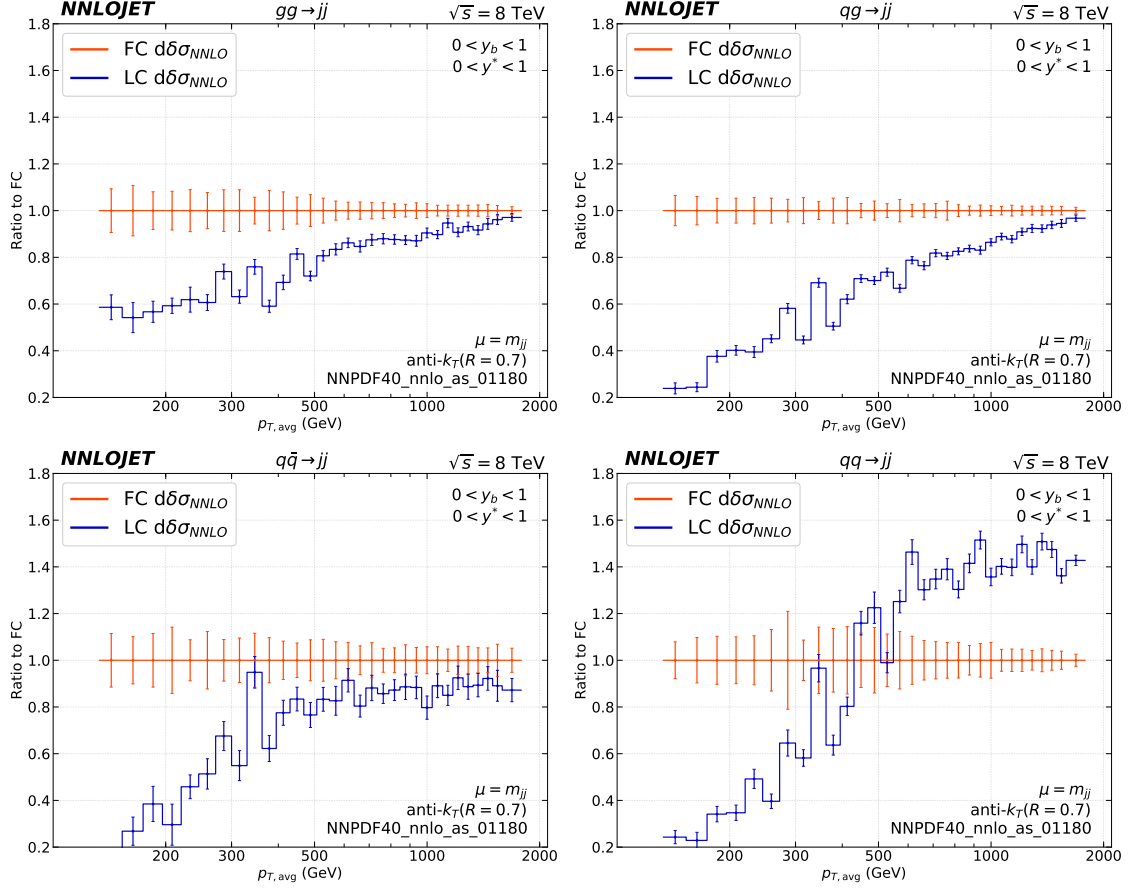 NNLOJET gg → jj √s = 8 TeV
FC dδσNNLO
LC dδσNNLO
0 < y_b < 1
0 < y* < 1
Ratio to FC
1.8
1.6
1.4
1.2
1.0
0.8
0.6
0.4
0.2
μ = m_jj
anti-k_T(R = 0.7)
NNPDF40_nnlo_as_01180
200 300 500 1000 2000
p_T,avg (GeV)
NNLOJET qg → jj √s = 8 TeV
FC dδσNNLO
LC dδσNNLO
0 < y_b < 1
0 < y* < 1
Ratio to FC
1.8
1.6
1.4
1.2
1.0
0.8
0.6
0.4
0.2
μ = m_jj
anti-k_T(R = 0.7)
NNPDF40_nnlo_as_01180
200 300 500 1000 2000
p_T,avg (GeV)
NNLOJET qq̄ → jj √s = 8 TeV
FC dδσNNLO
LC dδσNNLO
0 < y_b < 1
0 < y* < 1
Ratio to FC
1.8
1.6
1.4
1.2
1.0
0.8
0.6
0.4
0.2
μ = m_jj
anti-k_T(R = 0.7)
NNPDF40_nnlo_as_01180
200 300 500 1000 2000
p_T,avg (GeV)
NNLOJET qq → jj √s = 8 TeV
FC dδσNNLO
LC dδσNNLO
0 < y_b < 1
0 < y* < 1
Ratio to FC
1.8
1.6
1.4
1.2
1.0
0.8
0.6
0.4
0.2
μ = m_jj
anti-k_T(R = 0.7)
NNPDF40_nnlo_as_01180
200 300 500 1000 2000
p_T,avg (GeV)